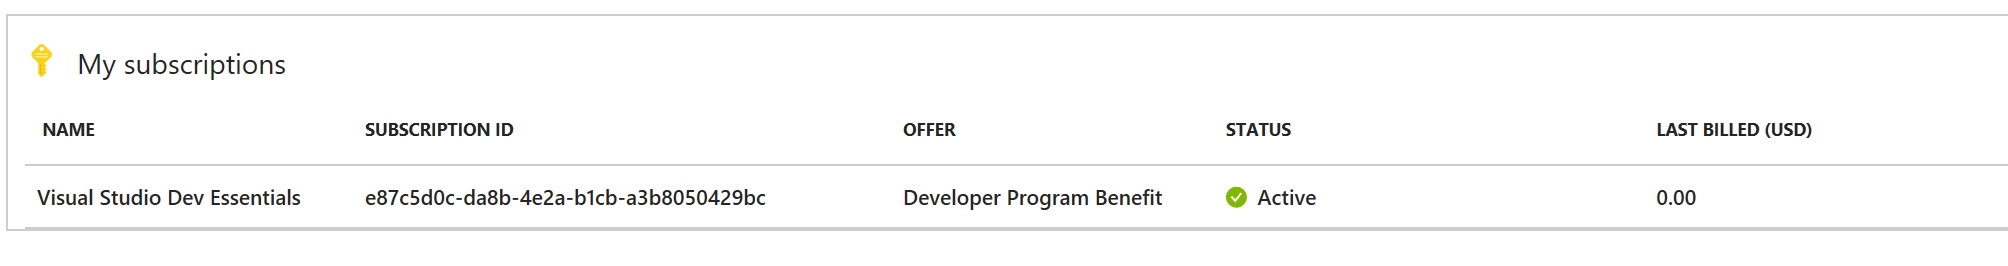 My subscriptions
NAME SUBSCRIPTION ID OFFER STATUS LAST BILLED (USD)
Visual Studio Dev Essentials e87c5d0c-da8b-4e2a-b1cb-a3b8050429bc Developer Program Benefit Active 0.00